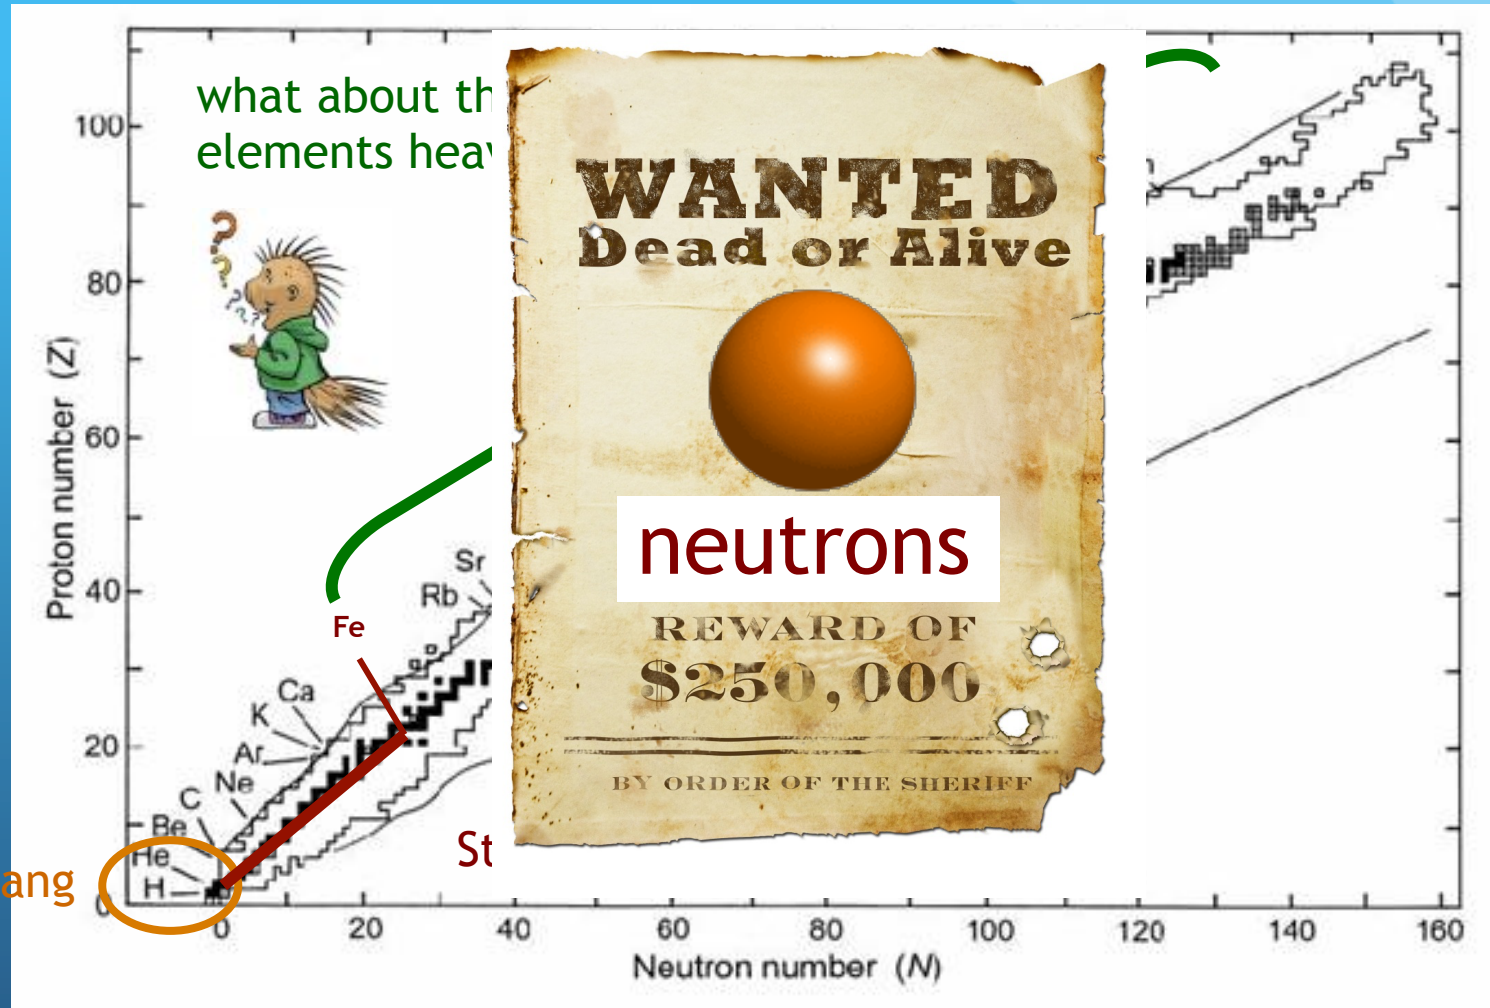 what about th
elements heav
WANTED
Dead or Alive
neutrons
REWARD OF
$250,000
BY ORDER OF THE SHERIFF
? ? ? ? ?
Proton number (Z)
100
80
60
40
20
0
Sr
Rb
Fe
Ca
K
Ar
Ne
C
Be
He
H
ang
St
0
20
40
60
80
100
120
140
160
Neutron number (N)